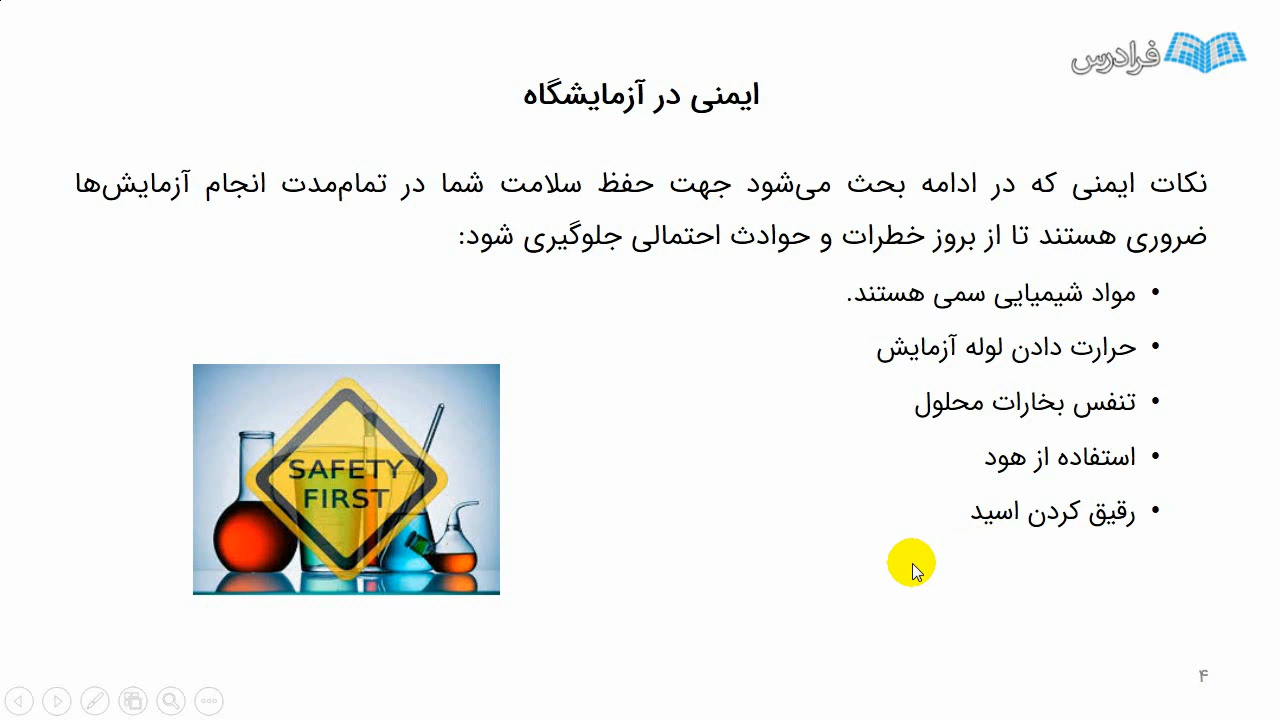 فرادرس
ایمنی در آزمایشگاه
نکات ایمنی که در ادامه بحث می‌شود جهت حفظ سلامت شما در تمام‌مدت انجام آزمایش‌ها
ضروری هستند تا از بروز خطرات و حوادث احتمالی جلوگیری شود:
• مواد شیمیایی سمی هستند.
• حرارت دادن لوله آزمایش
• تنفس بخارات محلول
• استفاده از هود
• رقیق کردن اسید
SAFETY
FIRST
۴